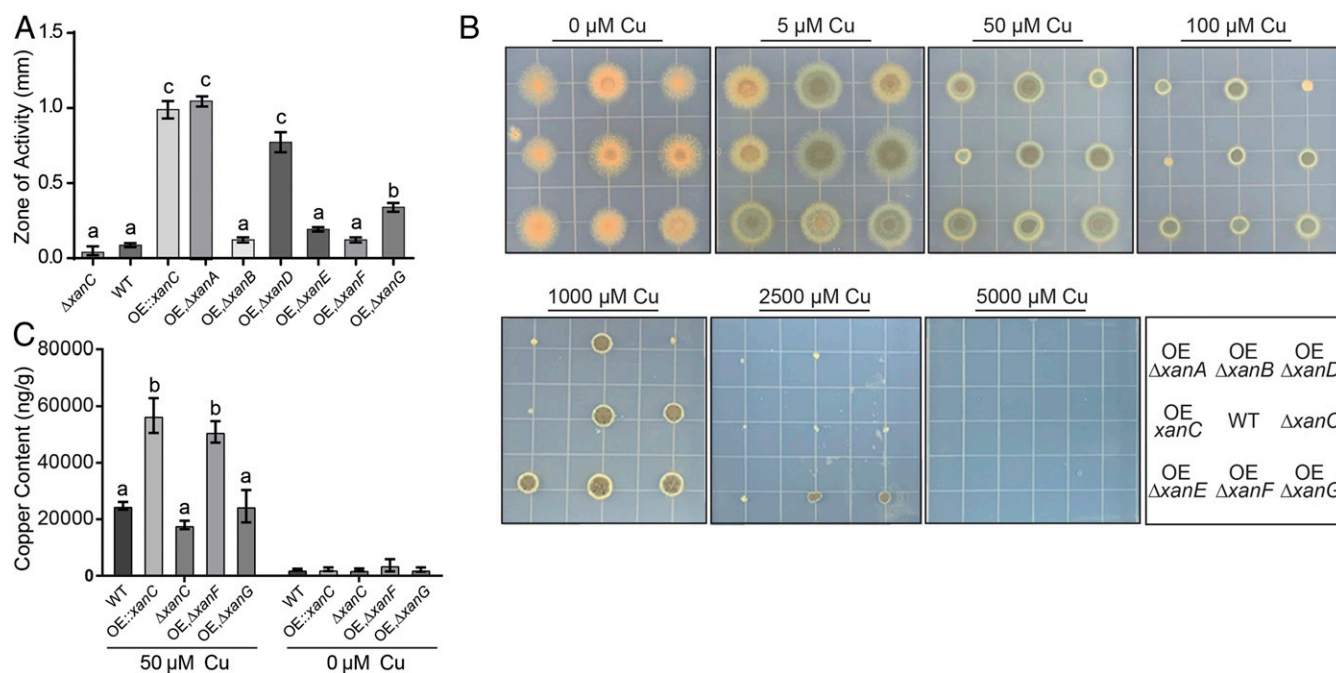 A
Zone of Activity (mm)
1.5
1.0
0.5
0.0
a
a
c
c
a
c
a
a
b
ΔxanC
WT
OE::xanC
OE,ΔxanA
OE,ΔxanB
OE,ΔxanD
OE,ΔxanE
OE,ΔxanF
OE,ΔxanG
B
0 µM Cu
5 µM Cu
50 µM Cu
100 µM Cu
1000 µM Cu
2500 µM Cu
5000 µM Cu
OE OE OE
ΔxanA ΔxanB ΔxanD
OE
xanC WT ΔxanC
OE OE OE
ΔxanE ΔxanF ΔxanG
C
Copper Content (ng/g)
80000
60000
40000
20000
0
a
b
a
b
a
WT
OE::xanC
ΔxanC
OE,ΔxanF
OE,ΔxanG
WT
OE::xanC
ΔxanC
OE,ΔxanF
OE,ΔxanG
50 µM Cu
0 µM Cu